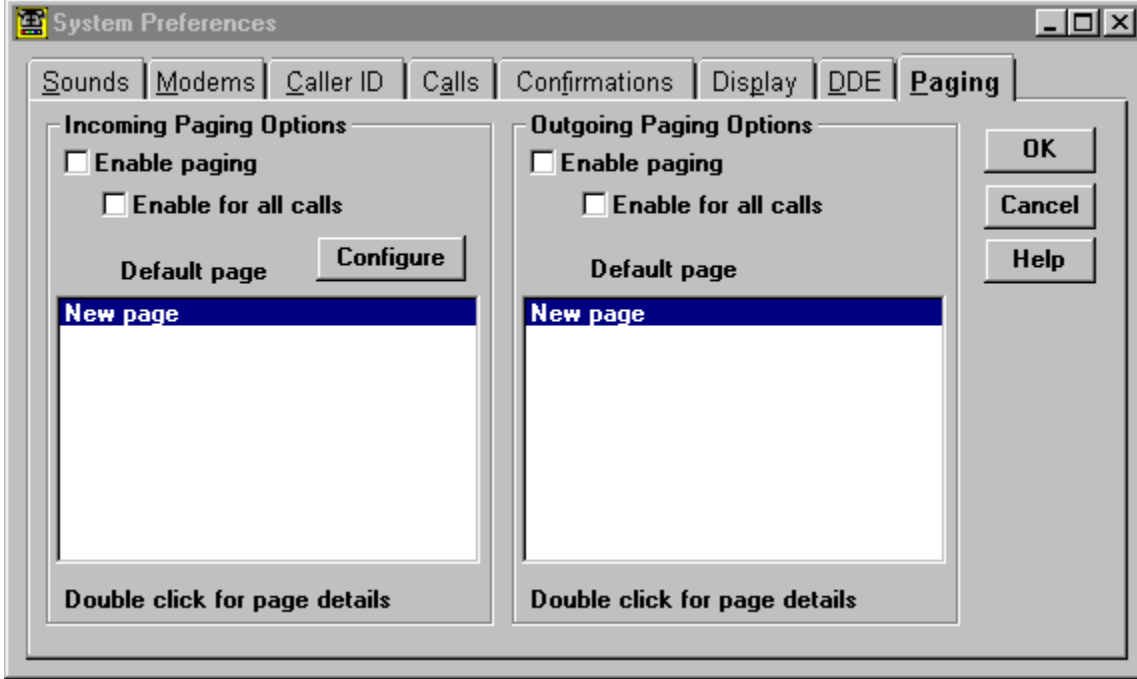 System Preferences
Sounds Modems Caller ID Calls Confirmations Display DDE Paging
Incoming Paging Options
Enable paging
Enable for all calls
Default page
Configure
New page
Double click for page details
Outgoing Paging Options
Enable paging
Enable for all calls
Default page
New page
Double click for page details
OK
Cancel
Help